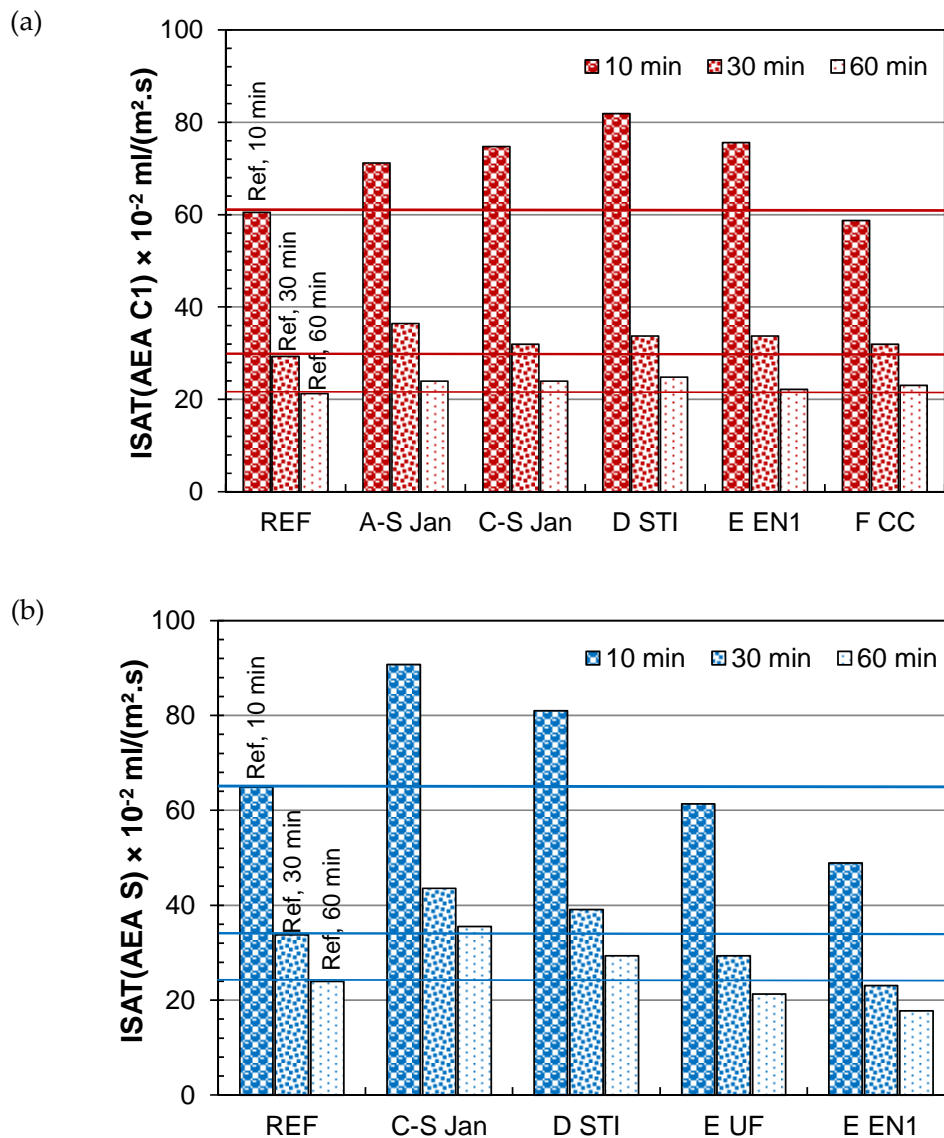 (a)
ISAT(AEA C1) × 10⁻² ml/(m².s)
100
80
60
40
20
0
10 min 30 min 60 min
Ref, 10 min
Ref, 30 min
Ref, 60 min
REF A-S Jan C-S Jan D STI E EN1 F CC
(b)
ISAT(AEA S) × 10⁻² ml/(m².s)
100
80
60
40
20
0
10 min 30 min 60 min
Ref, 10 min
Ref, 30 min
Ref, 60 min
REF C-S Jan D STI E UF E EN1